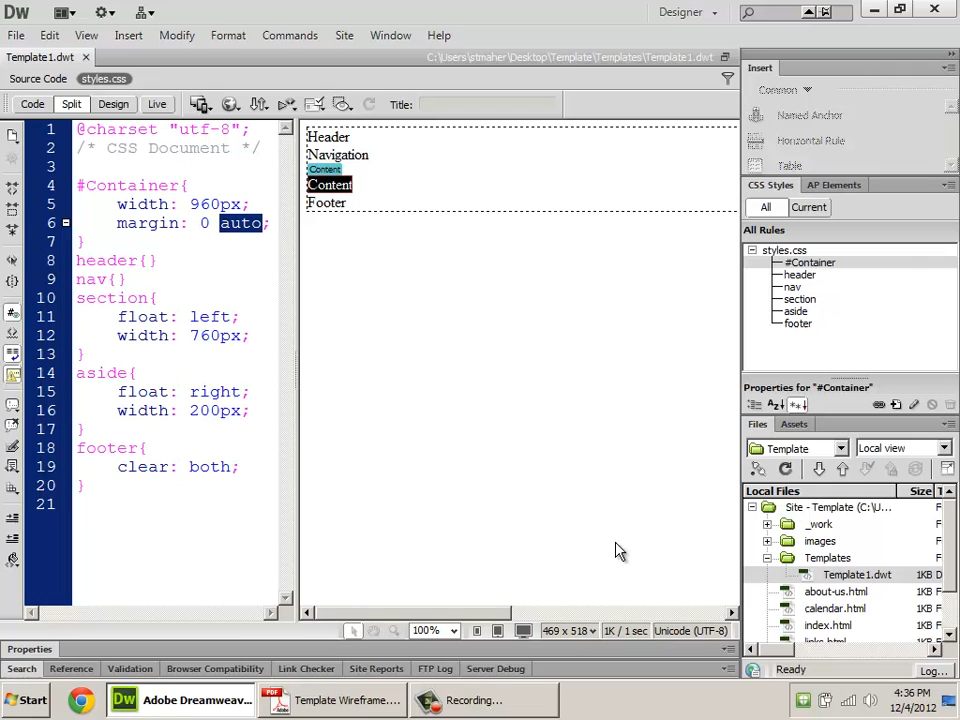 Dw
Designer
File Edit View Insert Modify Format Commands Site Window Help
Template1.dwt
C:\Users\stmaher\Desktop\Template\Templates\Template1.dwt
Source Code styles.css
Code Split Design Live Title:
1 @charset "utf-8";
2 /* CSS Document */
3
4 #Container{
5 width: 960px;
6 margin: 0 auto;
7 }
8 header{}
9 nav{}
10 section{
11 float: left;
12 width: 760px;
13 }
14 aside{
15 float: right;
16 width: 200px;
17 }
18 footer{
19 clear: both;
20 }
21
Header
Navigation
Content
Content
Footer
Insert
Common
Named Anchor
Horizontal Rule
Table
CSS Styles AP Elements
All Current
All Rules
styles.css
#Container
header
nav
section
aside
footer
Properties for "#Container"
Files Assets
Template Local view
Local Files Size T
Site - Template (C:\U... F
_work F
images F
Templates F
Template1.dwt 1KB D
about-us.html 1KB F
calendar.html 1KB F
index.html 1KB F
100% 469 x 518 1K / 1 sec Unicode (UTF-8)
Properties
Search Reference Validation Browser Compatibility Link Checker Site Reports FTP Log Server Debug
Ready Log...
Start Adobe Dreamweav... Template Wireframe.... Recording...
4:36 PM
12/4/2012